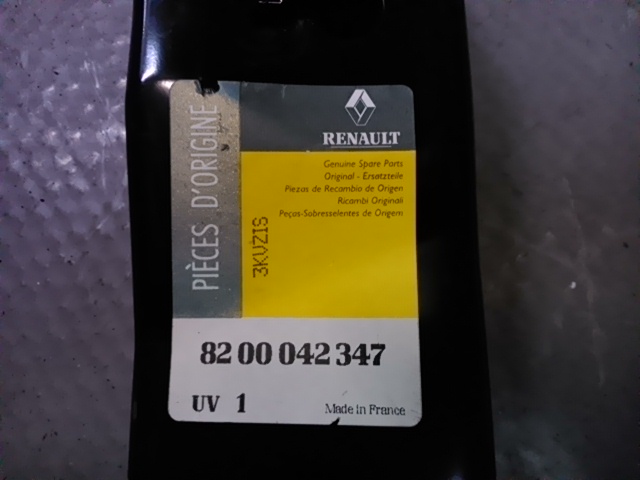 PIÈCES D'ORIGINE
RENAULT
Genuine Spare Parts
Original - Ersatzteile
Piezas de Recambio de Origen
Ricambi Originali
Peças-Sobresselentes de Origem
3KVZIS
82 00 042 347
UV 1
Made in France